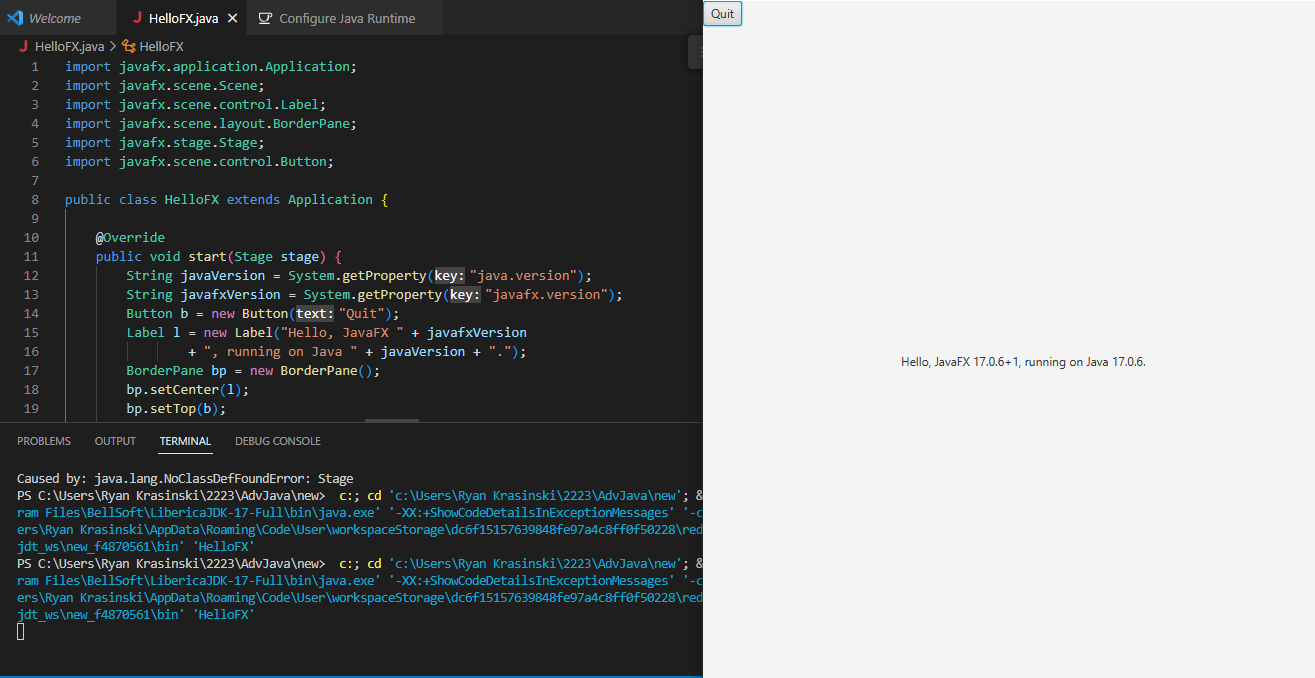 Welcome
J HelloFX.java
Configure Java Runtime
J HelloFX.java > HelloFX
1 import javafx.application.Application;
2 import javafx.scene.Scene;
3 import javafx.scene.control.Label;
4 import javafx.scene.layout.BorderPane;
5 import javafx.stage.Stage;
6 import javafx.scene.control.Button;
7
8 public class HelloFX extends Application {
9
10 @Override
11 public void start(Stage stage) {
12 String javaVersion = System.getProperty(key: "java.version");
13 String javafxVersion = System.getProperty(key: "javafx.version");
14 Button b = new Button(text: "Quit");
15 Label l = new Label("Hello, JavaFX " + javafxVersion
16 + ", running on Java " + javaVersion + ".");
17 BorderPane bp = new BorderPane();
18 bp.setCenter(l);
19 bp.setTop(b);
PROBLEMS
OUTPUT
TERMINAL
DEBUG CONSOLE
Caused by: java.lang.NoClassDefFoundError: Stage
PS C:\Users\Ryan Krasinski\2223\AdvJava\new> c:; cd 'c:\Users\Ryan Krasinski\2223\AdvJava\new'; &
ram Files\BellSoft\LibericaJDK-17-Full\bin\java.exe' '-XX:+ShowCodeDetailsInExceptionMessages' '-c
ers\Ryan Krasinski\AppData\Roaming\Code\User\workspaceStorage\dc6f15157639848fe97a4c8ff0f50228\red
jdt_ws\new_f4870561\bin' 'HelloFX'
PS C:\Users\Ryan Krasinski\2223\AdvJava\new> c:; cd 'c:\Users\Ryan Krasinski\2223\AdvJava\new'; &
ram Files\BellSoft\LibericaJDK-17-Full\bin\java.exe' '-XX:+ShowCodeDetailsInExceptionMessages' '-c
ers\Ryan Krasinski\AppData\Roaming\Code\User\workspaceStorage\dc6f15157639848fe97a4c8ff0f50228\red
jdt_ws\new_f4870561\bin' 'HelloFX'
Quit
Hello, JavaFX 17.0.6+1, running on Java 17.0.6.